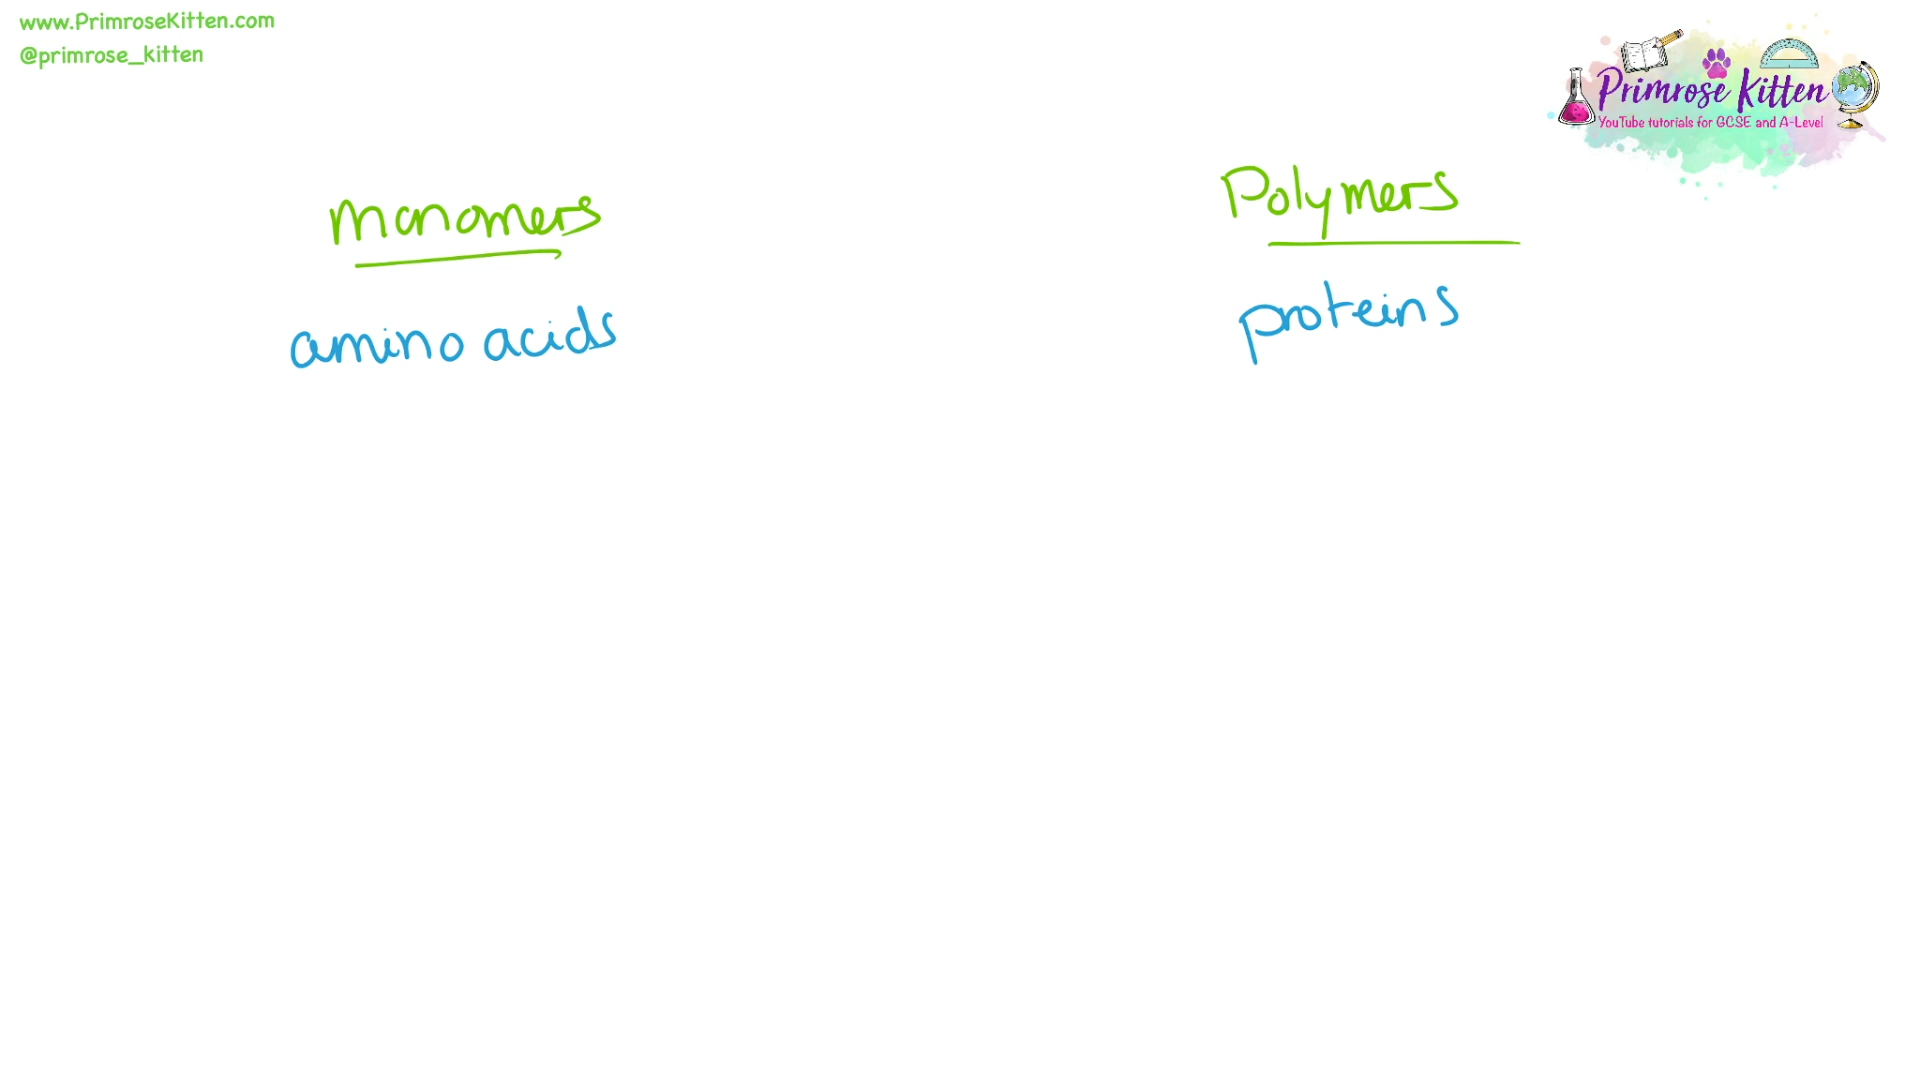 www.PrimroseKitten.com
@primrose_kitten
Primrose Kitten
YouTube tutorials for GCSE and A-Level
monomers
Polymers
amino acids
proteins